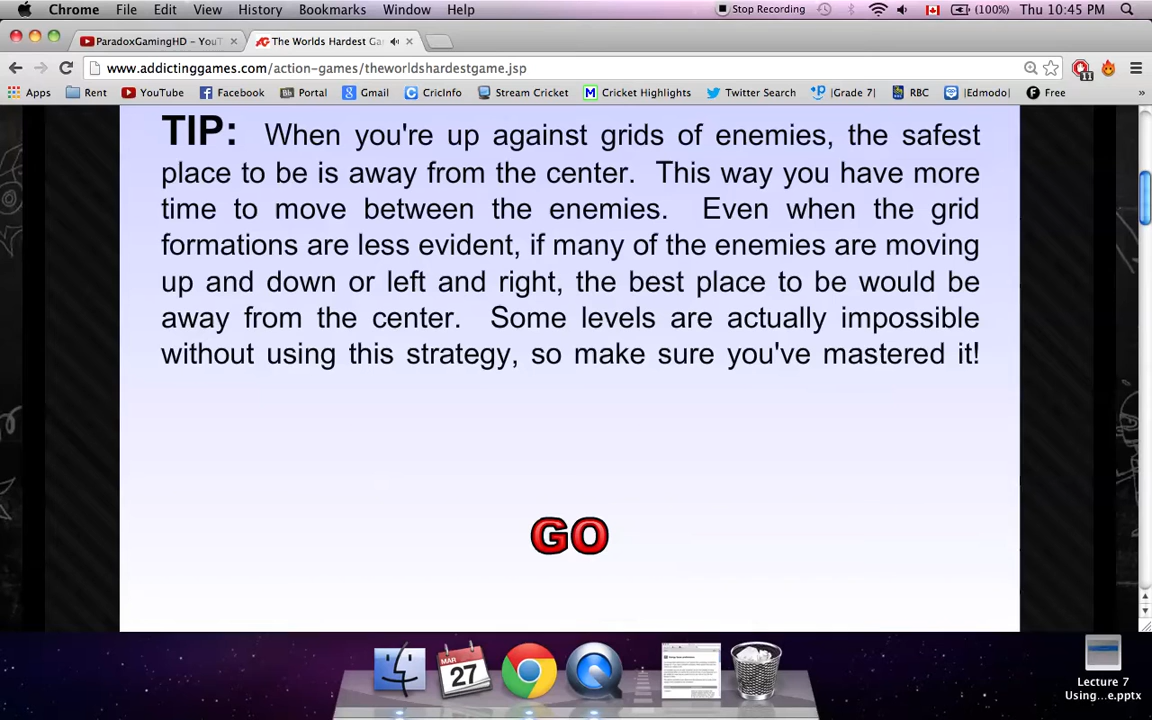 Chrome File Edit View History Bookmarks Window Help Stop Recording (100%) Thu 10:45 PM
ParadoxGamingHD - YouT The Worlds Hardest Ga
www.addictinggames.com/action-games/theworldshardestgame.jsp 11
Apps Rent YouTube Facebook Portal Gmail CricInfo Stream Cricket Cricket Highlights Twitter Search |Grade 7| RBC |Edmodo| Free »
TIP: When you're up against grids of enemies, the safest
place to be is away from the center. This way you have more
time to move between the enemies. Even when the grid
formations are less evident, if many of the enemies are moving
up and down or left and right, the best place to be would be
away from the center. Some levels are actually impossible
without using this strategy, so make sure you've mastered it!
GO
MAR
27
Lecture 7
Using...e.pptx